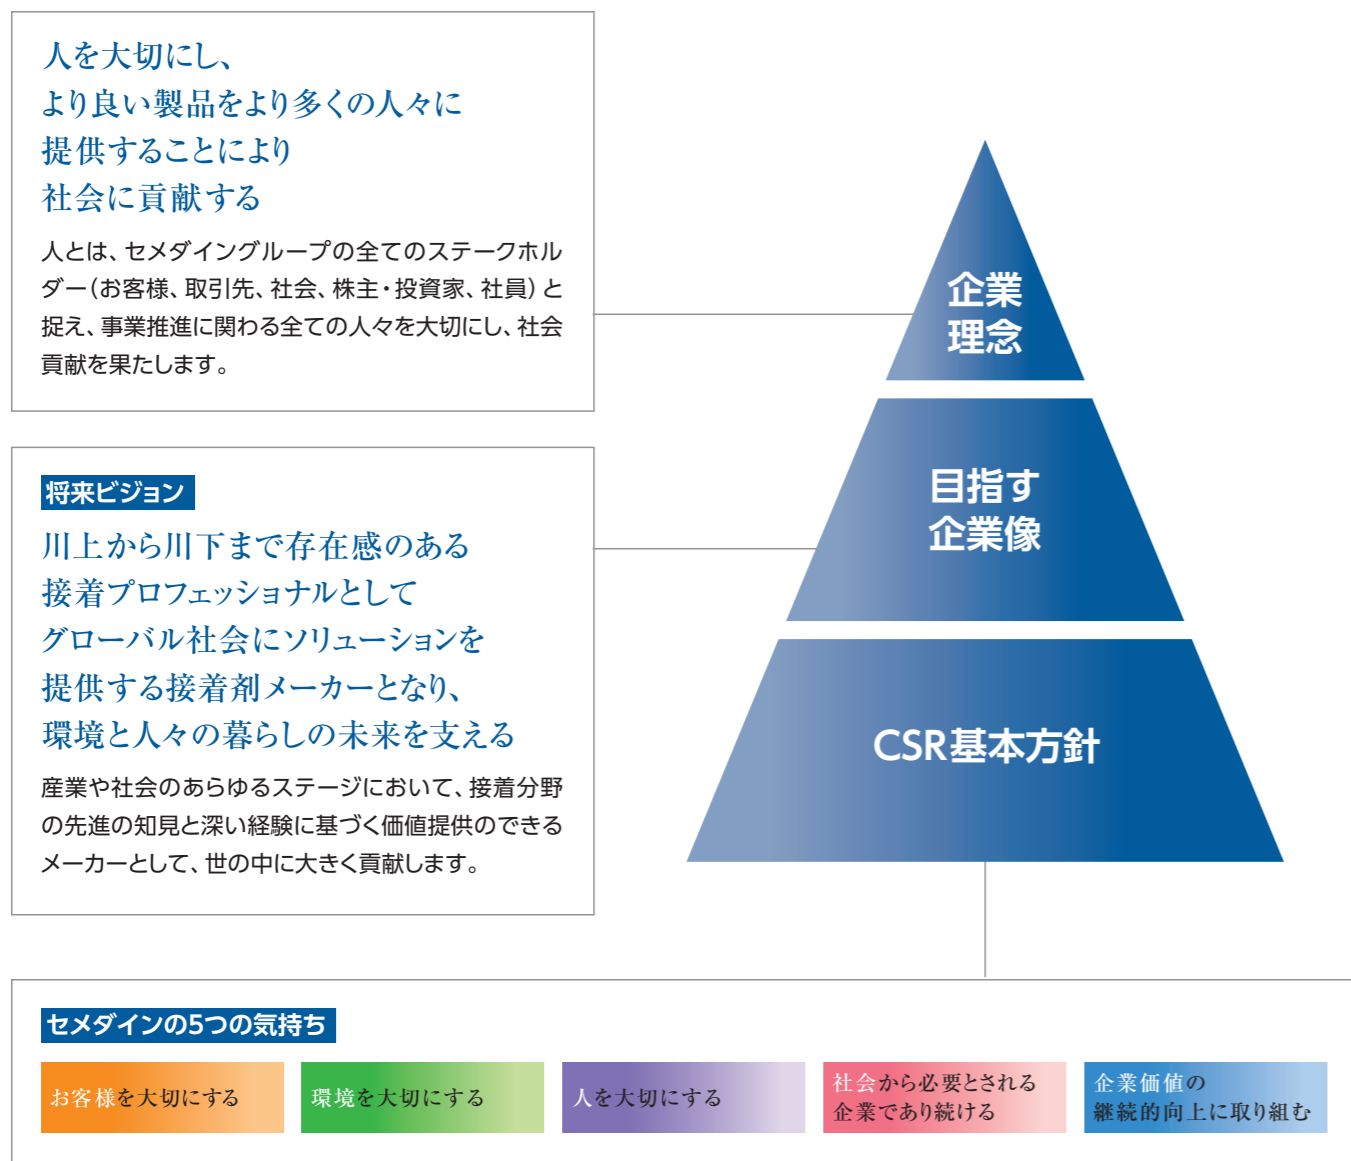 人を大切にし、
より良い製品をより多くの人々に
提供することにより
社会に貢献する
人とは、セメダイングループの全てのステークホル
ダー（お客様、取引先、社会、株主・投資家、社員）と
捉え、事業推進に関わる全ての人々を大切にし、社会
貢献を果たします。
企業
理念
将来ビジョン
川上から川下まで存在感のある
接着プロフェッショナルとして
グローバル社会にソリューションを
提供する接着剤メーカーとなり、
環境と人々の暮らしの未来を支える
産業や社会のあらゆるステージにおいて、接着分野
の先進の知見と深い経験に基づく価値提供のできる
メーカーとして、世の中に大きく貢献します。
目指す
企業像
CSR基本方針
セメダインの5つの気持ち
お客様を大切にする
環境を大切にする
人を大切にする
社会から必要とされる
企業であり続ける
企業価値の
継続的向上に取り組む